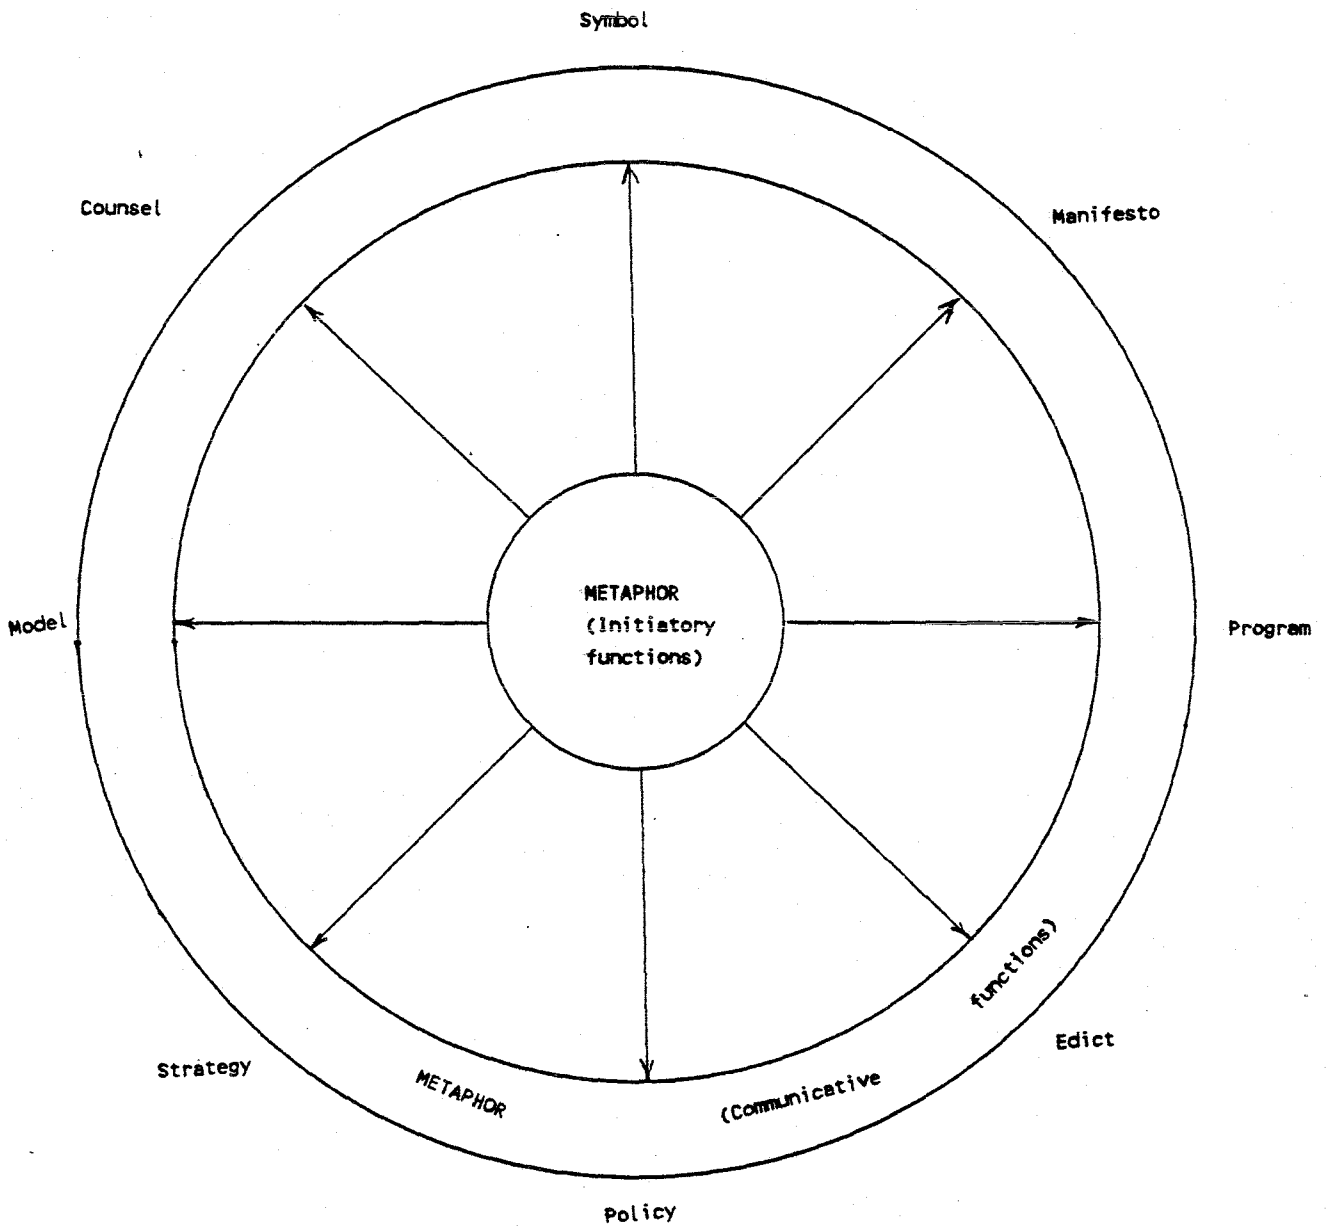 Symbol
Counsel
Manifesto
METAPHOR
(Initiatory
functions)
Model
Program
Strategy
METAPHOR
(Communicative
functions)
Edict
Policy